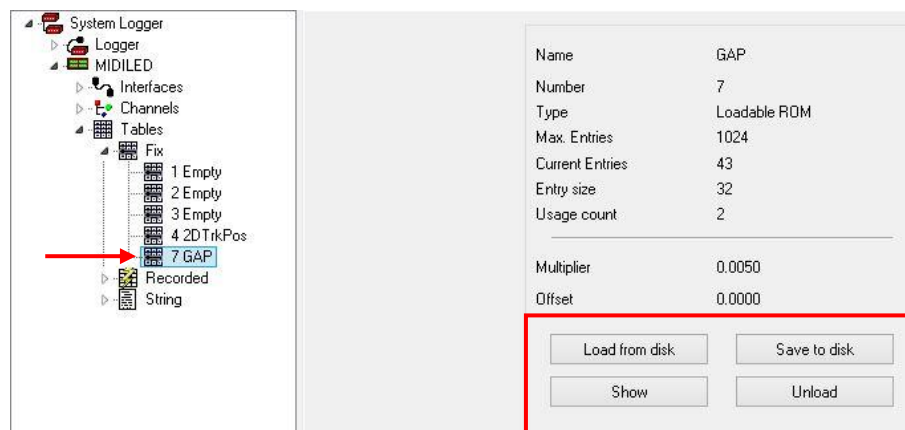 System Logger
Logger
MIDILED
Interfaces
Channels
Tables
Fix
1 Empty
2 Empty
3 Empty
4 2DTrkPos
7 GAP
Recorded
String
Name GAP
Number 7
Type Loadable ROM
Max. Entries 1024
Current Entries 43
Entry size 32
Usage count 2
Multiplier 0.0050
Offset 0.0000
Load from disk Save to disk
Show Unload